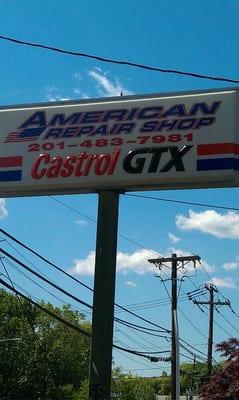 AMERICAN
REPAIR SHOP
201-483-7981
Castrol GTX